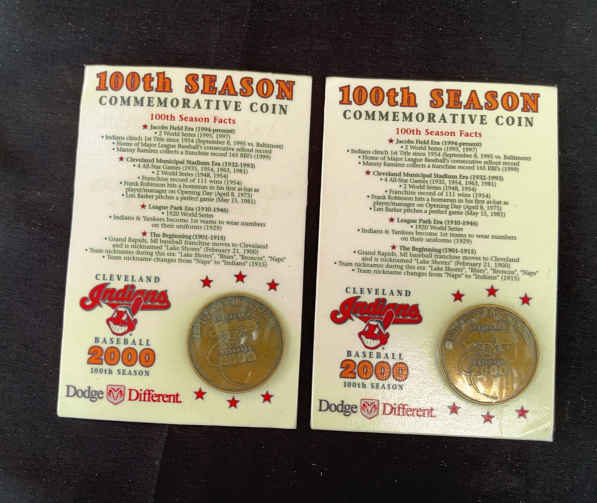 100th SEASON
COMMEMORATIVE COIN
100th Season Facts
★ Jacobs Field Era (1994-present)
• 2 World Series (1995, 1997)
• Indians clinch 1st Title since 1954 (September 8, 1995 vs. Baltimore)
• Home of Major League Baseball's consecutive sellout record
• Manny Ramirez collects a franchise record 165 RBI's (1999)
★ Cleveland Municipal Stadium Era (1932-1993)
• 4 All-Star Games (1935, 1954, 1963, 1981)
• 2 World Series (1948, 1954)
• Franchise record of 111 wins (1954)
• Frank Robinson hits a homerun in his first at-bat as
player/manager on Opening Day (April 8, 1975)
• Len Barker pitches a perfect game (May 15, 1981)
★ League Park Era (1910-1946)
• 1920 World Series
• Indians & Yankees become 1st teams to wear numbers
on their uniforms (1929)
★ The Beginning (1901-1915)
• Grand Rapids, MI baseball franchise moves to Cleveland
and is nicknamed "Lake Shores" (February 21, 1900)
• Team nicknames during this era: "Lake Shores", "Blues", "Broncos", "Naps"
• Team nickname changes from "Naps" to "Indians" (1915)
CLEVELAND
Indians
BASEBALL
2000
100th SEASON
Dodge Different.
100th SEASON
COMMEMORATIVE COIN
100th Season Facts
★ Jacobs Field Era (1994-present)
• 2 World Series (1995, 1997)
• Indians clinch 1st Title since 1954 (September 8, 1995 vs. Baltimore)
• Home of Major League Baseball's consecutive sellout record
• Manny Ramirez collects a franchise record 165 RBI's (1999)
★ Cleveland Municipal Stadium Era (1932-1993)
• 4 All-Star Games (1935, 1954, 1963, 1981)
• 2 World Series (1948, 1954)
• Franchise record of 111 wins (1954)
• Frank Robinson hits a homerun in his first at-bat as
player/manager on Opening Day (April 8, 1975)
• Len Barker pitches a perfect game (May 15, 1981)
★ League Park Era (1910-1946)
• 1920 World Series
• Indians & Yankees become 1st teams to wear numbers
on their uniforms (1929)
★ The Beginning (1901-1915)
• Grand Rapids, MI baseball franchise moves to Cleveland
and is nicknamed "Lake Shores" (February 21, 1900)
• Team nicknames during this era: "Lake Shores", "Blues", "Broncos", "Naps"
• Team nickname changes from "Naps" to "Indians" (1915)
CLEVELAND
Indians
BASEBALL
2000
100th SEASON
Dodge Different.